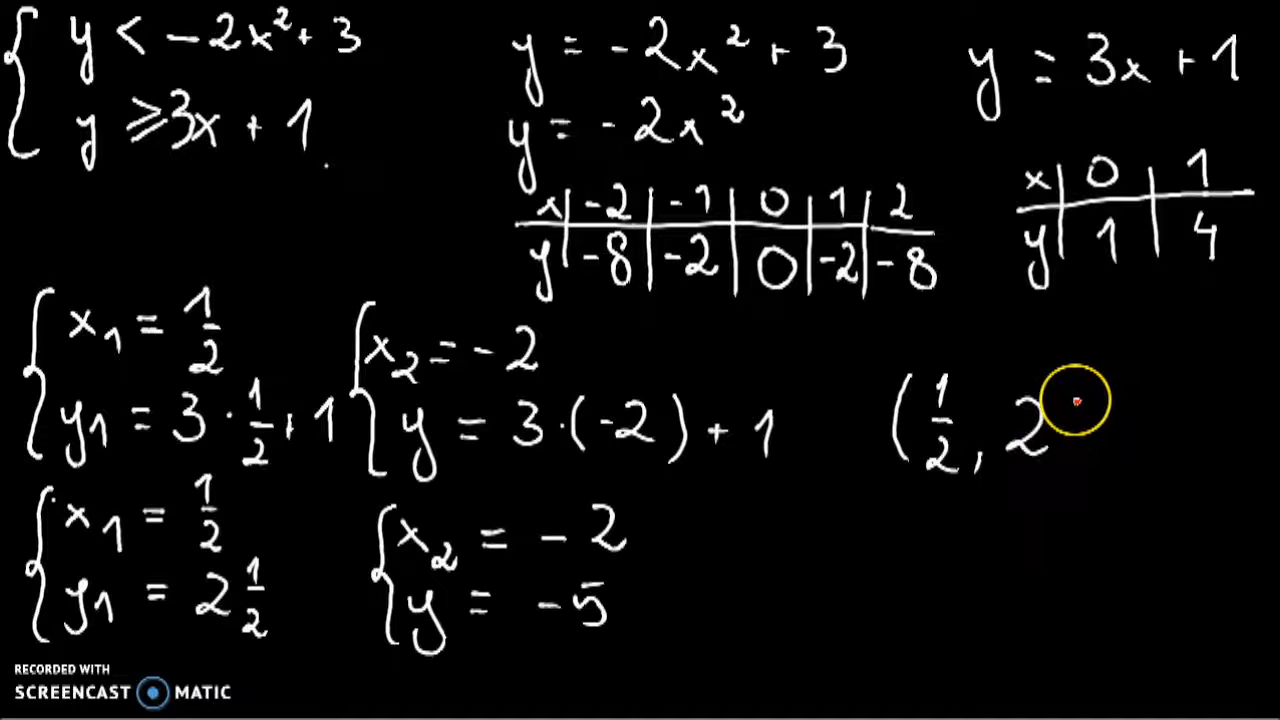 { y < -2x² + 3
y ≥ 3x + 1
y = -2x² + 3
y = -2x²
x | -2 | -1 | 0 | 1 | 2
y | -8 | -2 | 0 | -2 | -8
y = 3x + 1
x | 0 | 1
y | 1 | 4
{ x₁ = 1/2
y₁ = 3 · 1/2 + 1
{ x₂ = -2
y = 3 · (-2) + 1
(1/2, 2
{ x₁ = 1/2
y₁ = 2 1/2
{ x₂ = -2
y = -5
RECORDED WITH
SCREENCAST MATIC